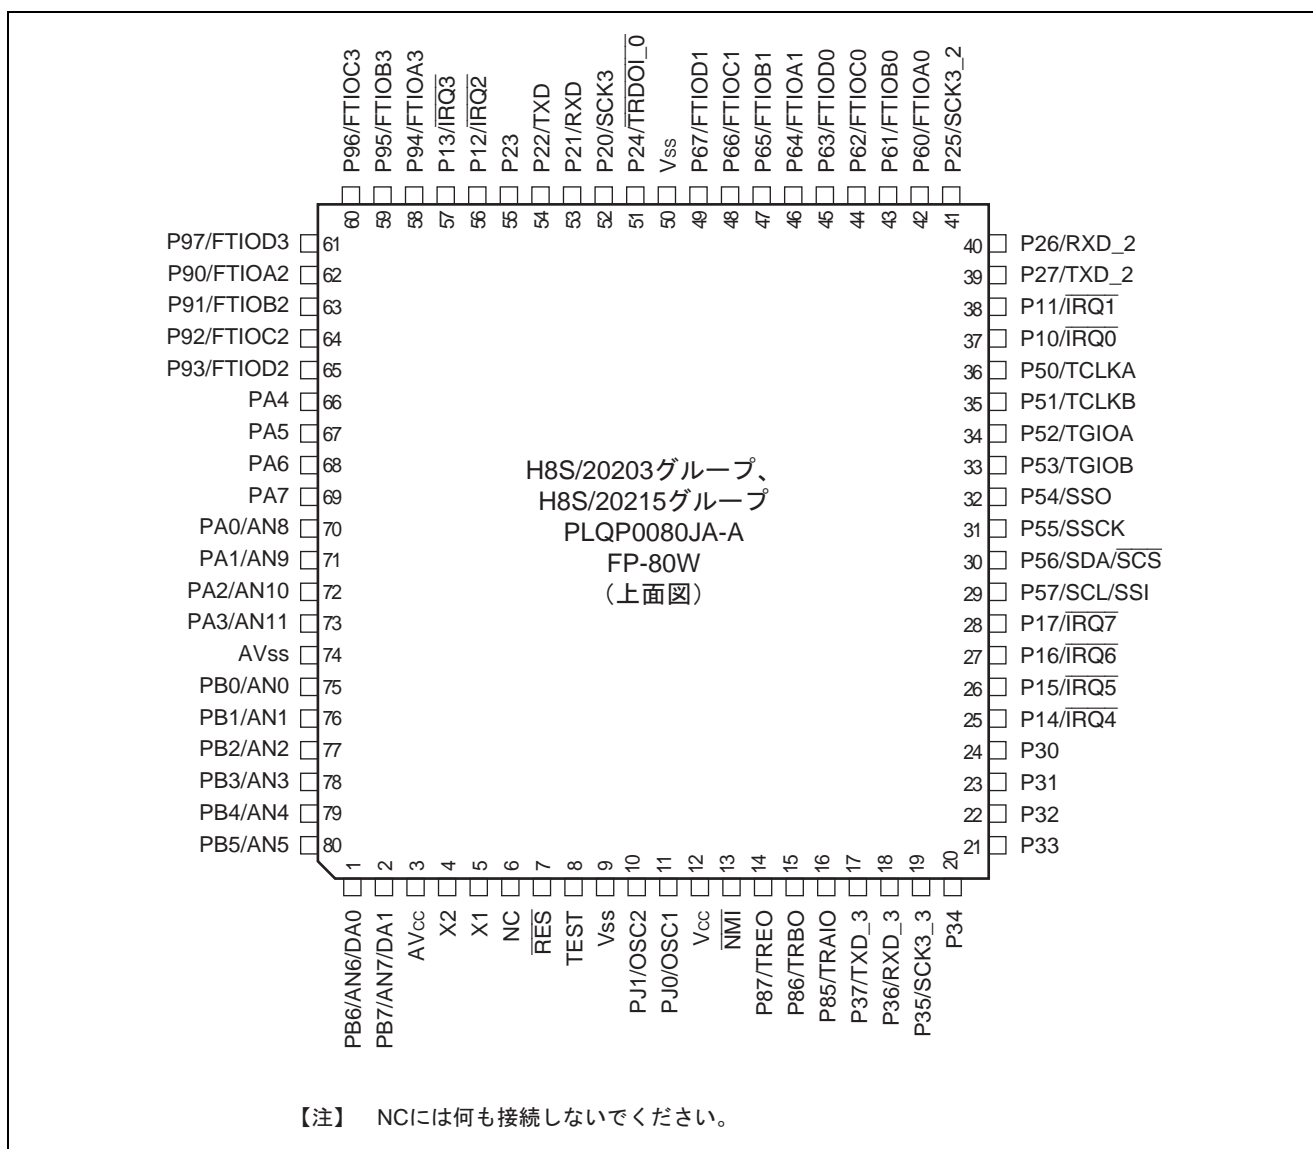 P96/FTIOC3
P95/FTIOB3
P94/FTIOA3
P13/IRQ3
P12/IRQ2
P23
P22/TXD
P21/RXD
P20/SCK3
P24/TRDOI_0
Vss
P67/FTIOD1
P66/FTIOC1
P65/FTIOB1
P64/FTIOA1
P63/FTIOD0
P62/FTIOC0
P61/FTIOB0
P60/FTIOA0
P25/SCK3_2
60
59
58
57
56
55
54
53
52
51
50
49
48
47
46
45
44
43
42
41
P97/FTIOD3 61
P90/FTIOA2 62
P91/FTIOB2 63
P92/FTIOC2 64
P93/FTIOD2 65
PA4 66
PA5 67
PA6 68
PA7 69
PA0/AN8 70
PA1/AN9 71
PA2/AN10 72
PA3/AN11 73
AVss 74
PB0/AN0 75
PB1/AN1 76
PB2/AN2 77
PB3/AN3 78
PB4/AN4 79
PB5/AN5 80
H8S/20203グループ、
H8S/20215グループ
PLQP0080JA-A
FP-80W
（上面図）
40 P26/RXD_2
39 P27/TXD_2
38 P11/IRQ1
37 P10/IRQ0
36 P50/TCLKA
35 P51/TCLKB
34 P52/TGIOA
33 P53/TGIOB
32 P54/SSO
31 P55/SSCK
30 P56/SDA/SCS
29 P57/SCL/SSI
28 P17/IRQ7
27 P16/IRQ6
26 P15/IRQ5
25 P14/IRQ4
24 P30
23 P31
22 P32
21 P33
1
2
3
4
5
6
7
8
9
10
11
12
13
14
15
16
17
18
19
20
PB6/AN6/DA0
PB7/AN7/DA1
AVcc
X2
X1
NC
RES
TEST
Vss
PJ1/OSC2
PJ0/OSC1
Vcc
NMI
P87/TREO
P86/TRBO
P85/TRAIO
P37/TXD_3
P36/RXD_3
P35/SCK3_3
P34
【注】 NCには何も接続しないでください。